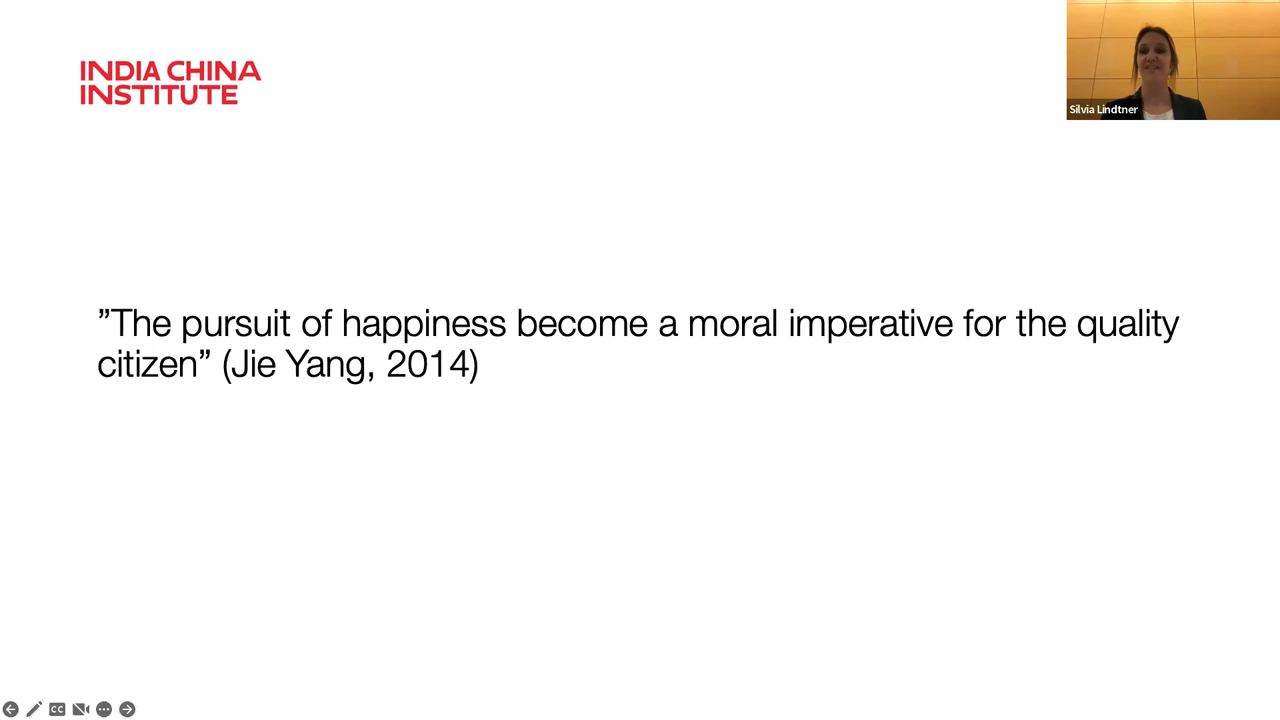 INDIA CHINA
INSTITUTE
Silvia Lindtner
”The pursuit of happiness become a moral imperative for the quality
citizen” (Jie Yang, 2014)
CC